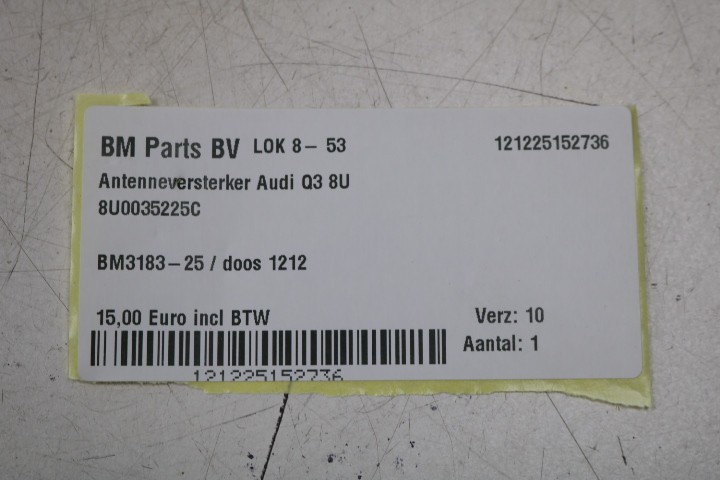 BM Parts BV LOK 8- 53 121225152736
Antenneversterker Audi Q3 8U
8U0035225C
BM3183-25 / doos 1212
15,00 Euro incl BTW Verz: 10
Aantal: 1
121225152736